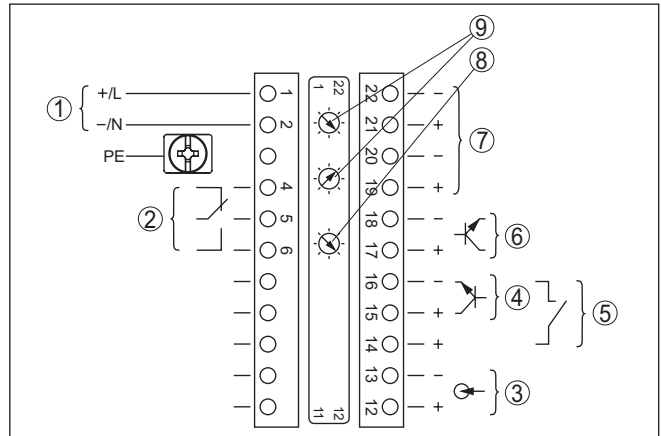 ⑨
⑧
① +/L 1 1 22 22 −
−/N 2 21 + ⑦
PE 20 −
4 19 +
② 5 18 − ⑥
6 17 +
16 − ④ ⑤
15 +
14 +
13 − ③
11 12 12 +